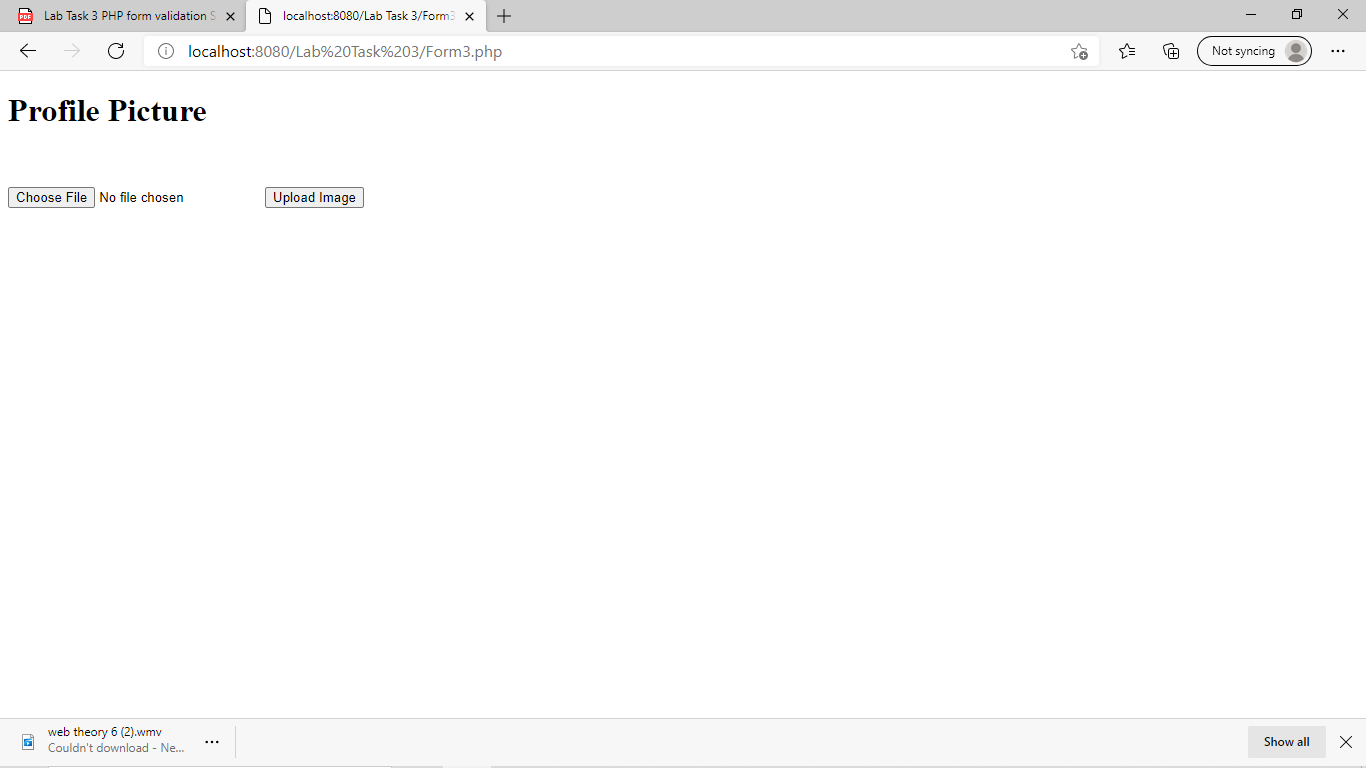 Lab Task 3 PHP form validation S
localhost:8080/Lab Task 3/Form3
localhost:8080/Lab%20Task%203/Form3.php
Not syncing
Profile Picture
Choose File No file chosen Upload Image
web theory 6 (2).wmv
Couldn't download - Ne...
Show all